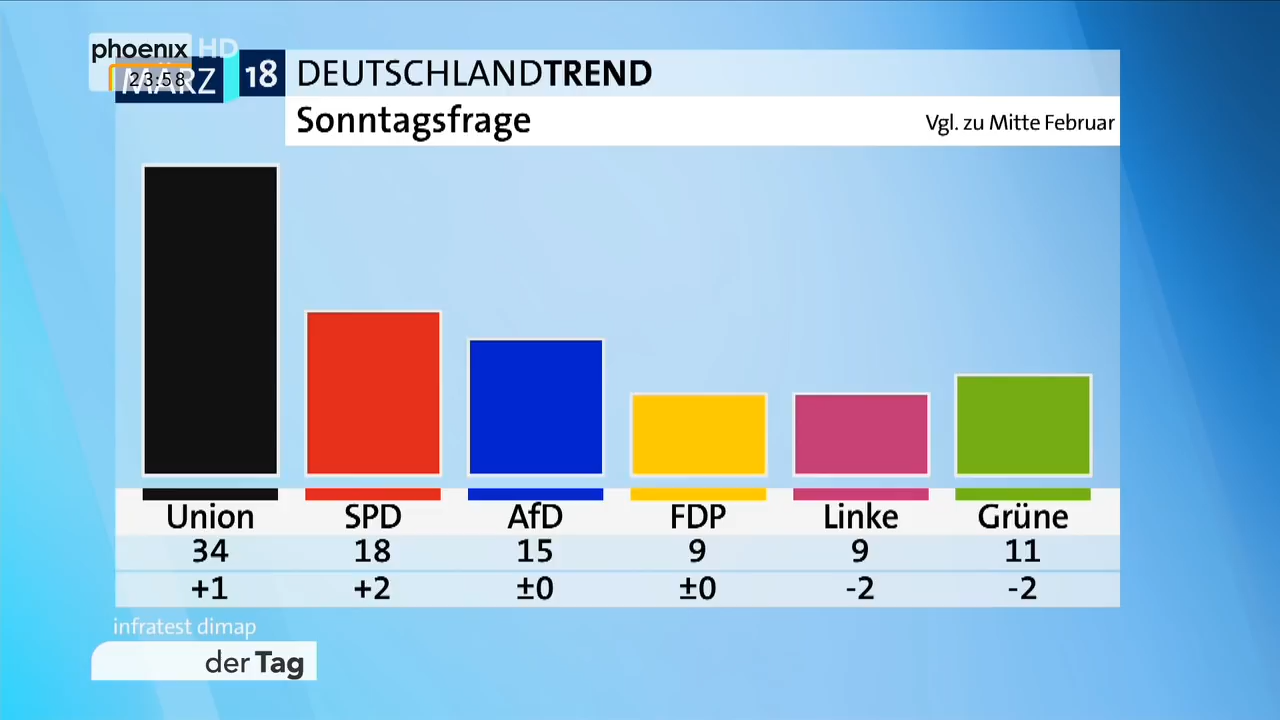 phoenix HD
23:58
MÄRZ 18 DEUTSCHLANDTREND
Sonntagsfrage Vgl. zu Mitte Februar
Union SPD AfD FDP Linke Grüne
34 18 15 9 9 11
+1 +2 ±0 ±0 -2 -2
infratest dimap
der Tag